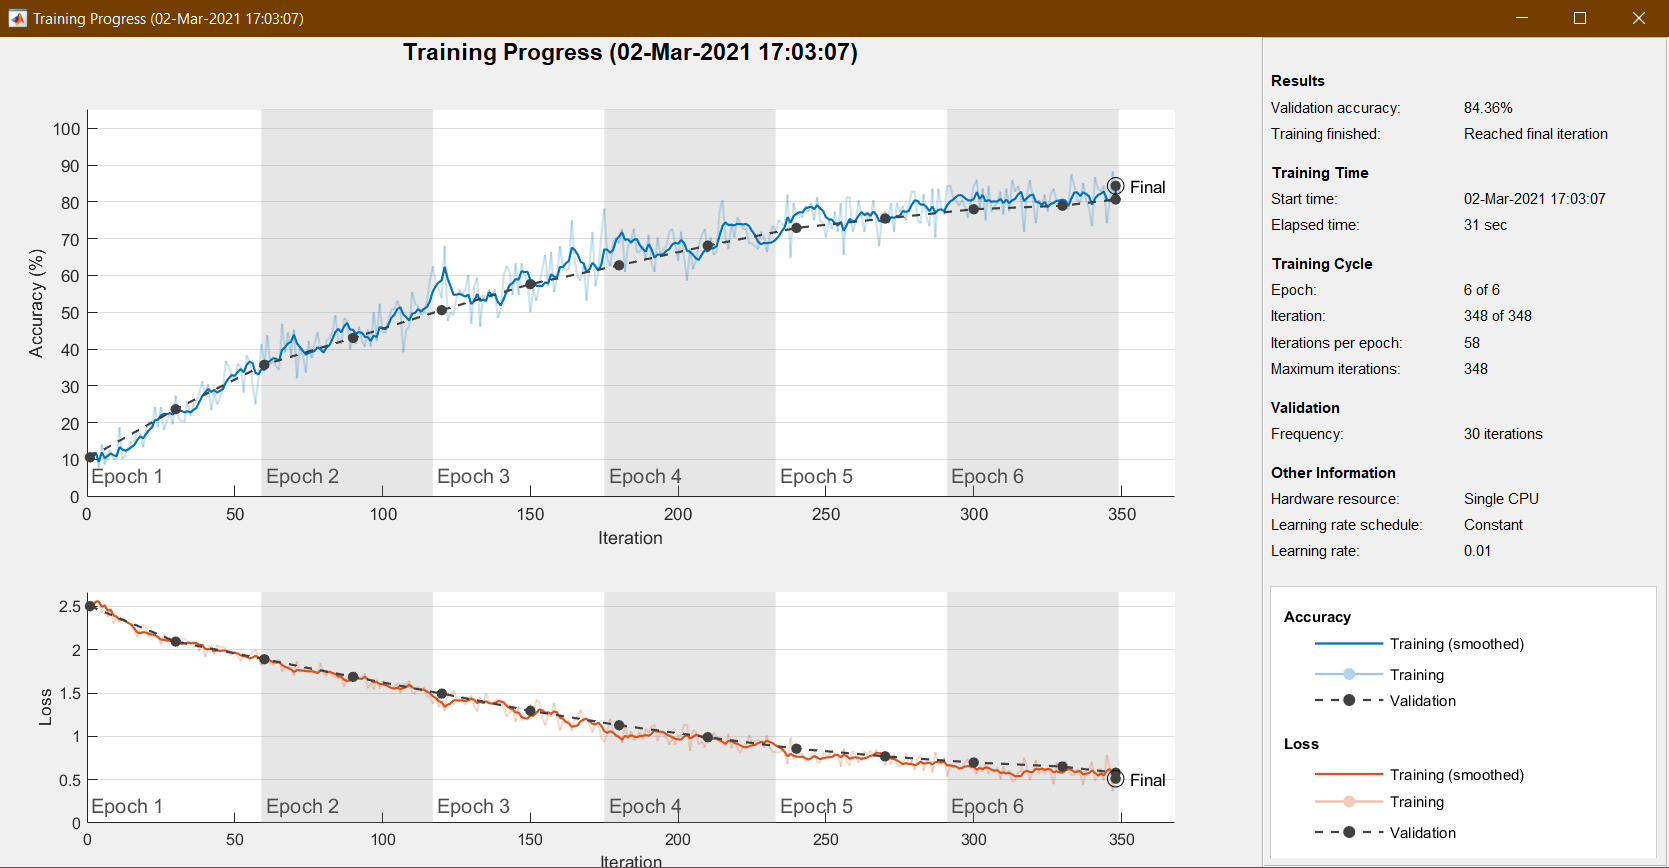 Training Progress (02-Mar-2021 17:03:07)
Training Progress (02-Mar-2021 17:03:07)
Accuracy (%)
100
90
80
70
60
50
40
30
20
10
0
Final
Epoch 1
Epoch 2
Epoch 3
Epoch 4
Epoch 5
Epoch 6
0
50
100
150
200
250
300
350
Iteration
Loss
2.5
2
1.5
1
0.5
0
Final
Epoch 1
Epoch 2
Epoch 3
Epoch 4
Epoch 5
Epoch 6
0
50
100
150
200
250
300
350
Iteration
Results
Validation accuracy: 84.36%
Training finished: Reached final iteration
Training Time
Start time: 02-Mar-2021 17:03:07
Elapsed time: 31 sec
Training Cycle
Epoch: 6 of 6
Iteration: 348 of 348
Iterations per epoch: 58
Maximum iterations: 348
Validation
Frequency: 30 iterations
Other Information
Hardware resource: Single CPU
Learning rate schedule: Constant
Learning rate: 0.01
Accuracy
Training (smoothed)
Training
Validation
Loss
Training (smoothed)
Training
Validation